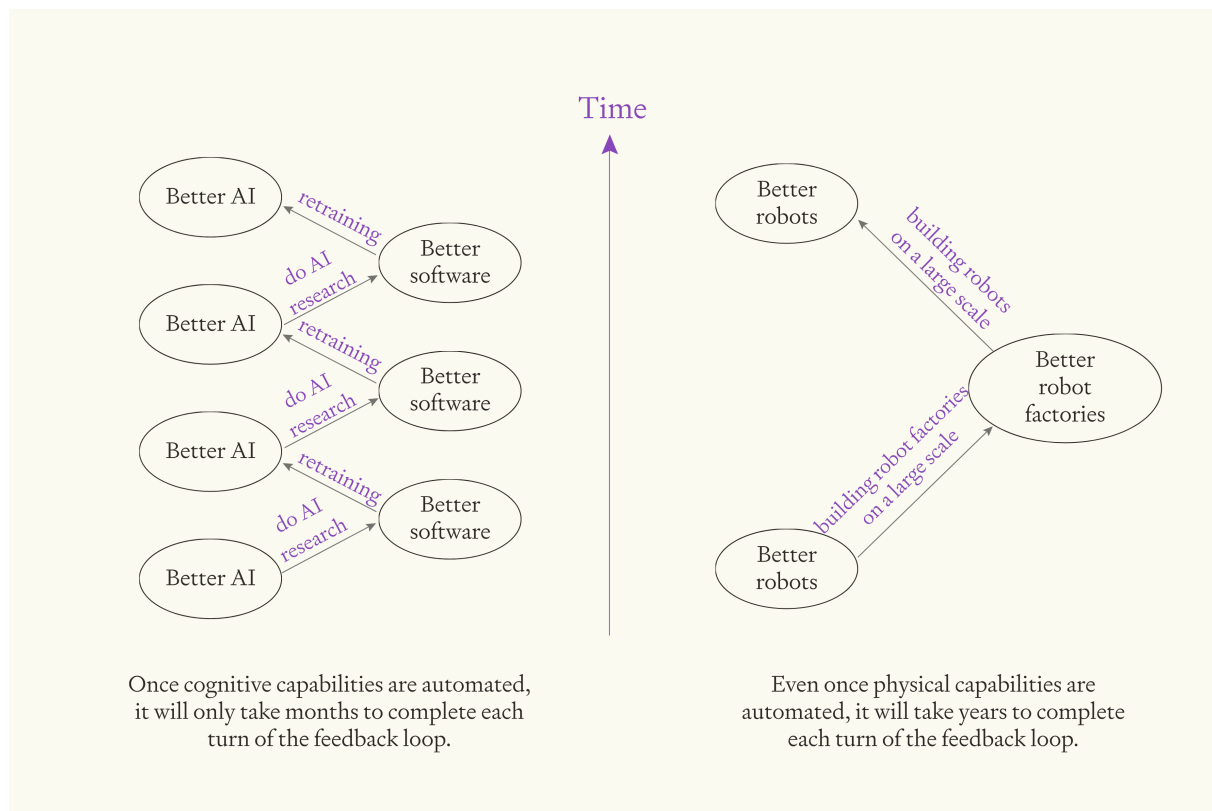 Time
Better AI
retraining
Better
software
do AI
research
Better AI
retraining
Better
software
do AI
research
Better AI
retraining
Better
software
do AI
research
Better AI
Better
robots
building robots
on a large scale
Better
robot
factories
building robot factories
on a large scale
Better
robots
Once cognitive capabilities are automated,
it will only take months to complete each
turn of the feedback loop.
Even once physical capabilities are
automated, it will take years to complete
each turn of the feedback loop.